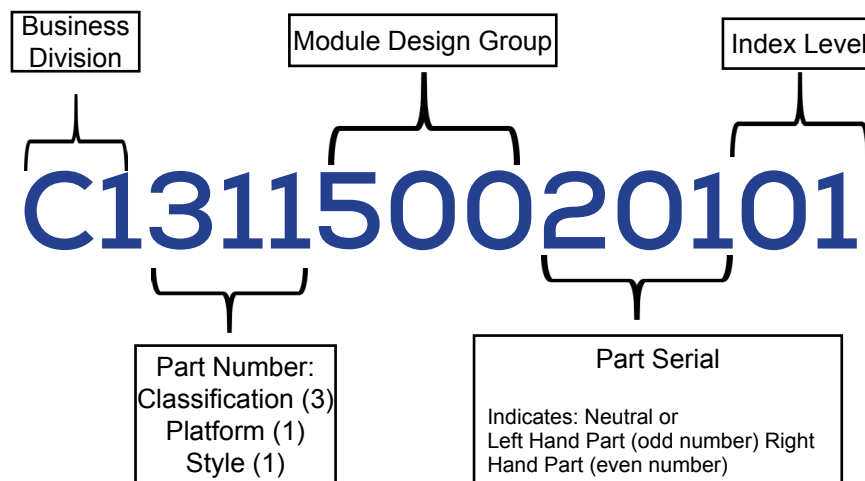 Business
Division
Module Design Group
Index Level
C131150020101
Part Number:
Classification (3)
Platform (1)
Style (1)
Part Serial
Indicates: Neutral or
Left Hand Part (odd number) Right
Hand Part (even number)